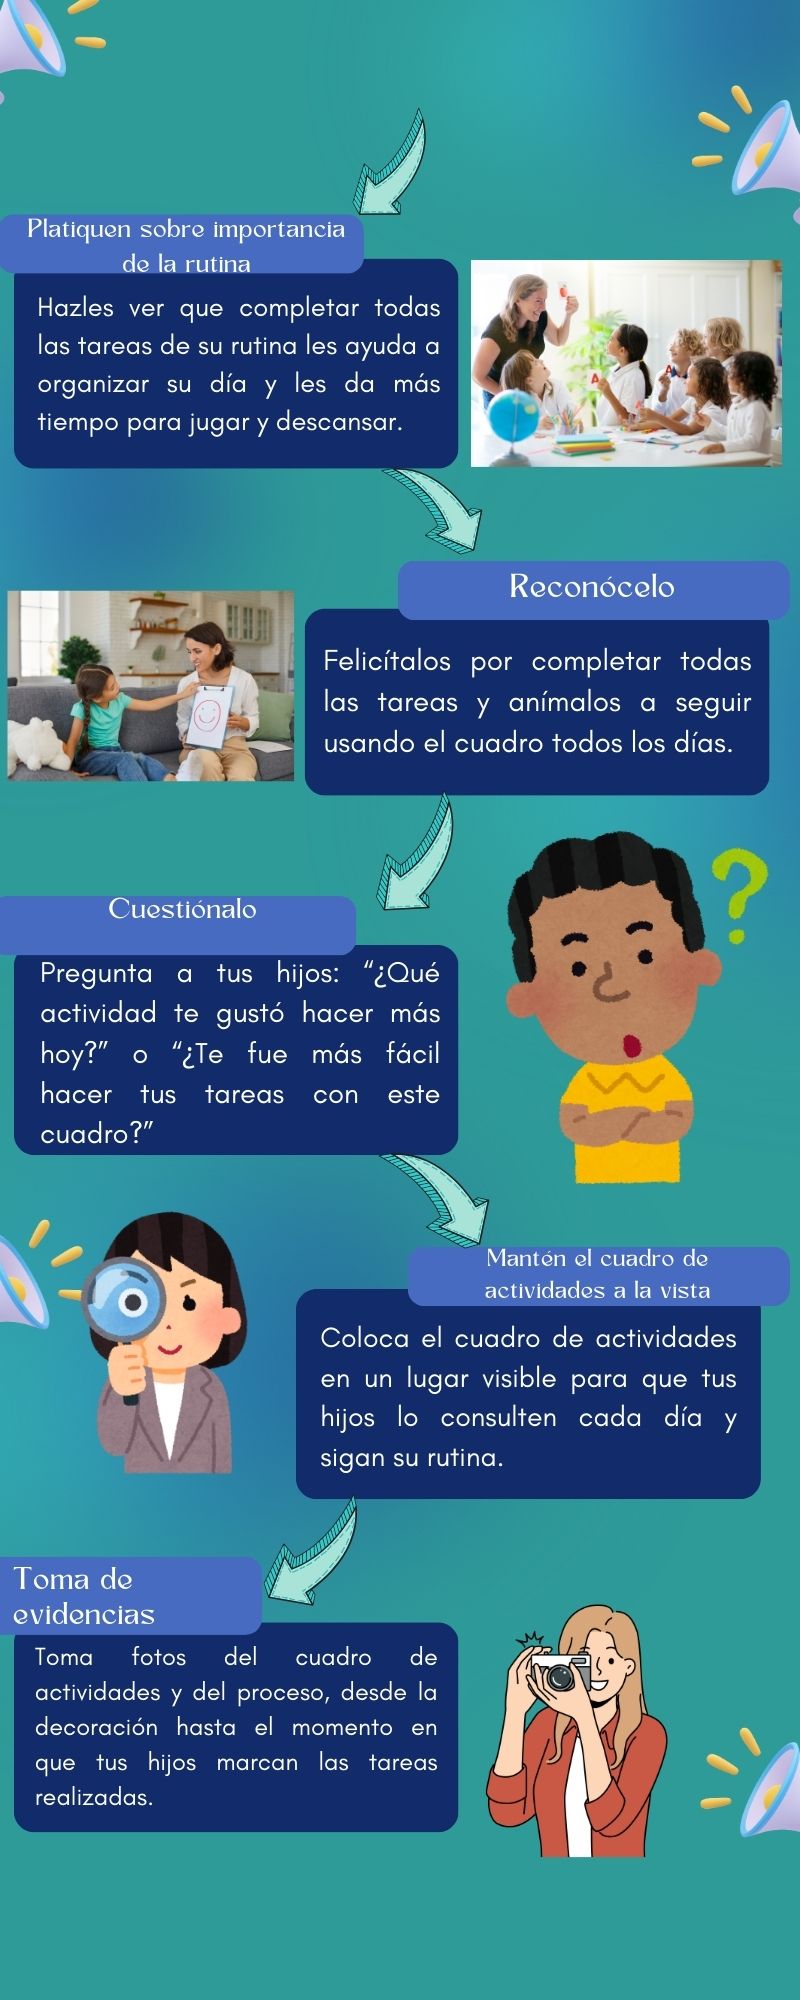 Platiquen sobre importancia
de la rutina
Hazles ver que completar todas
las tareas de su rutina les ayuda a
organizar su día y les da más
tiempo para jugar y descansar.
Reconócelo
Felicítalos por completar todas
las tareas y anímalos a seguir
usando el cuadro todos los días.
Cuestiónalo
Pregunta a tus hijos: “¿Qué
actividad te gustó hacer más
hoy?” o “¿Te fue más fácil
hacer tus tareas con este
cuadro?”
Mantén el cuadro de
actividades a la vista
Coloca el cuadro de actividades
en un lugar visible para que tus
hijos lo consulten cada día y
sigan su rutina.
Toma de
evidencias
Toma fotos del cuadro de
actividades y del proceso, desde la
decoración hasta el momento en
que tus hijos marcan las tareas
realizadas.